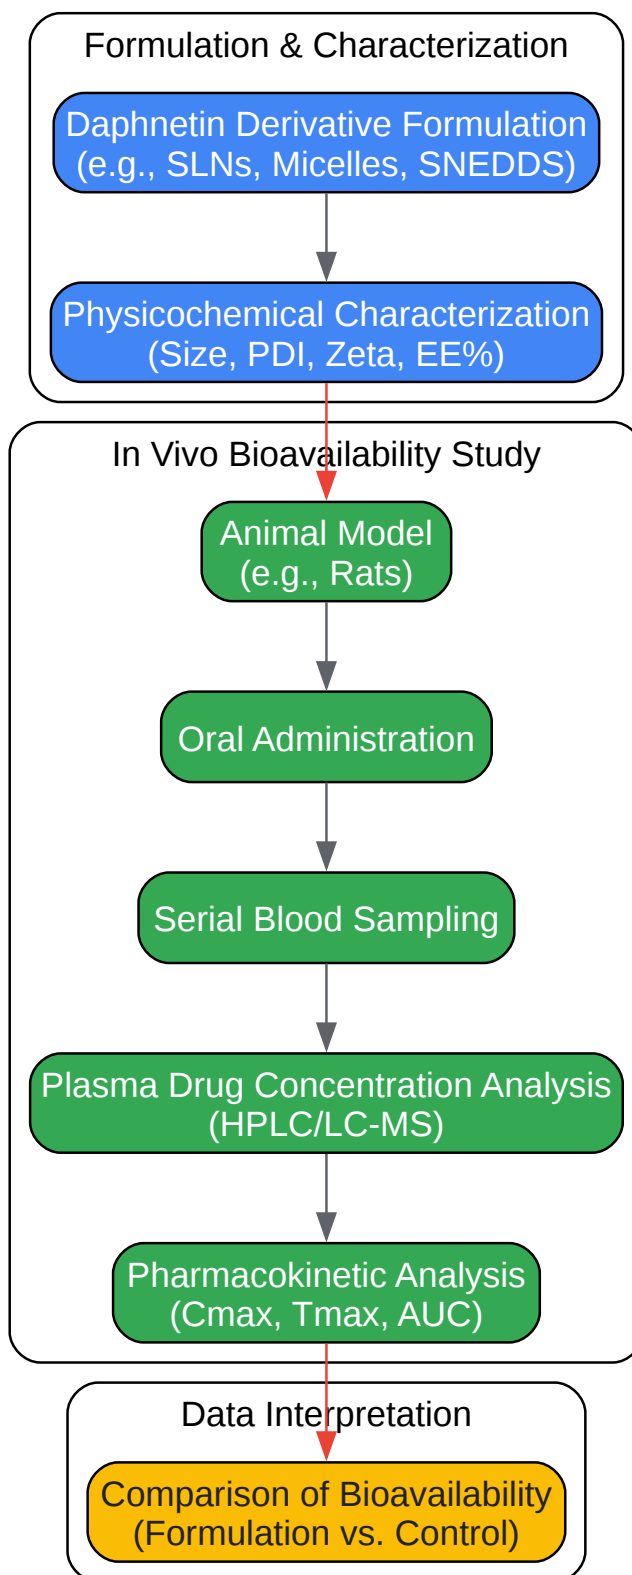 Formulation & Characterization
Daphnetin Derivative Formulation
(e.g., SLNs, Micelles, SNEDDS)
Physicochemical Characterization
(Size, PDI, Zeta, EE%)
In Vivo Bioavailability Study
Animal Model
(e.g., Rats)
Oral Administration
Serial Blood Sampling
Plasma Drug Concentration Analysis
(HPLC/LC-MS)
Pharmacokinetic Analysis
(Cmax, Tmax, AUC)
Data Interpretation
Comparison of Bioavailability
(Formulation vs. Control)